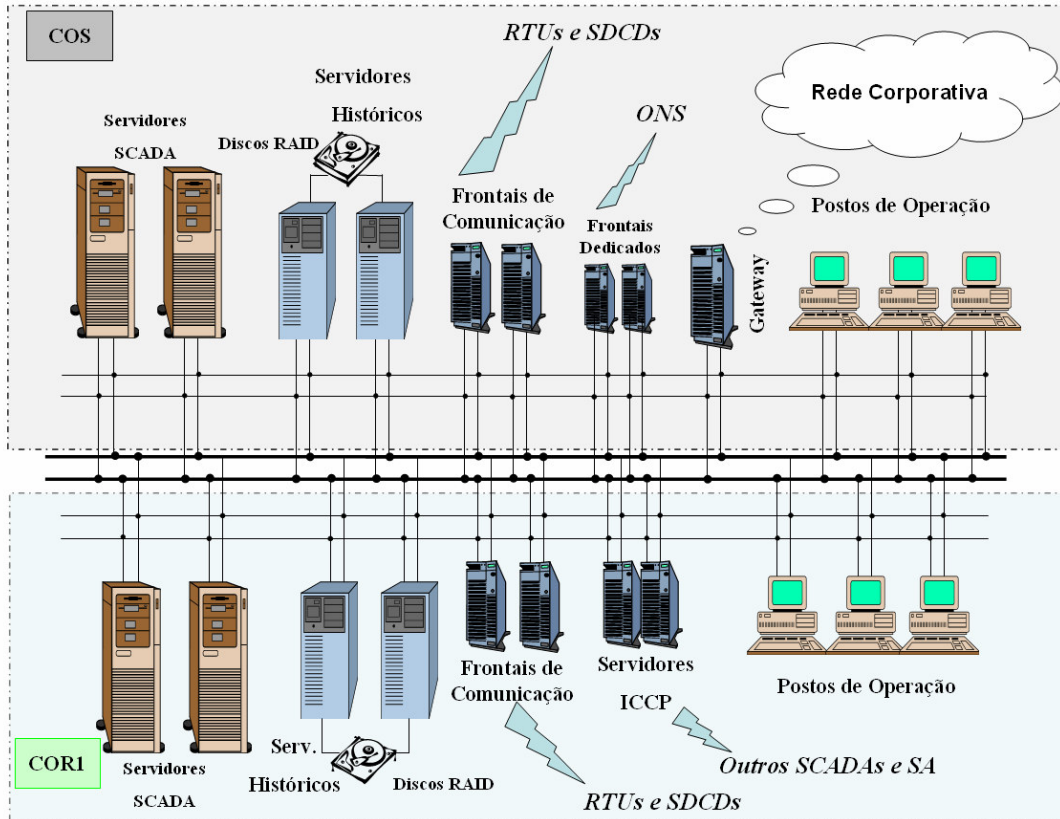 COS
RTUs e SDCDs
Servidores
Históricos
Discos RAID
Servidores
SCADA
ONS
Rede Corporativa
Frontais de
Comunicação
Frontais
Dedicados
Gateway
Postos de Operação
COR1
Servidores
SCADA
Serv.
Históricos
Discos RAID
Frontais de
Comunicação
RTUs e SDCDs
Servidores
ICCP
Outros SCADAs e SA
Postos de Operação